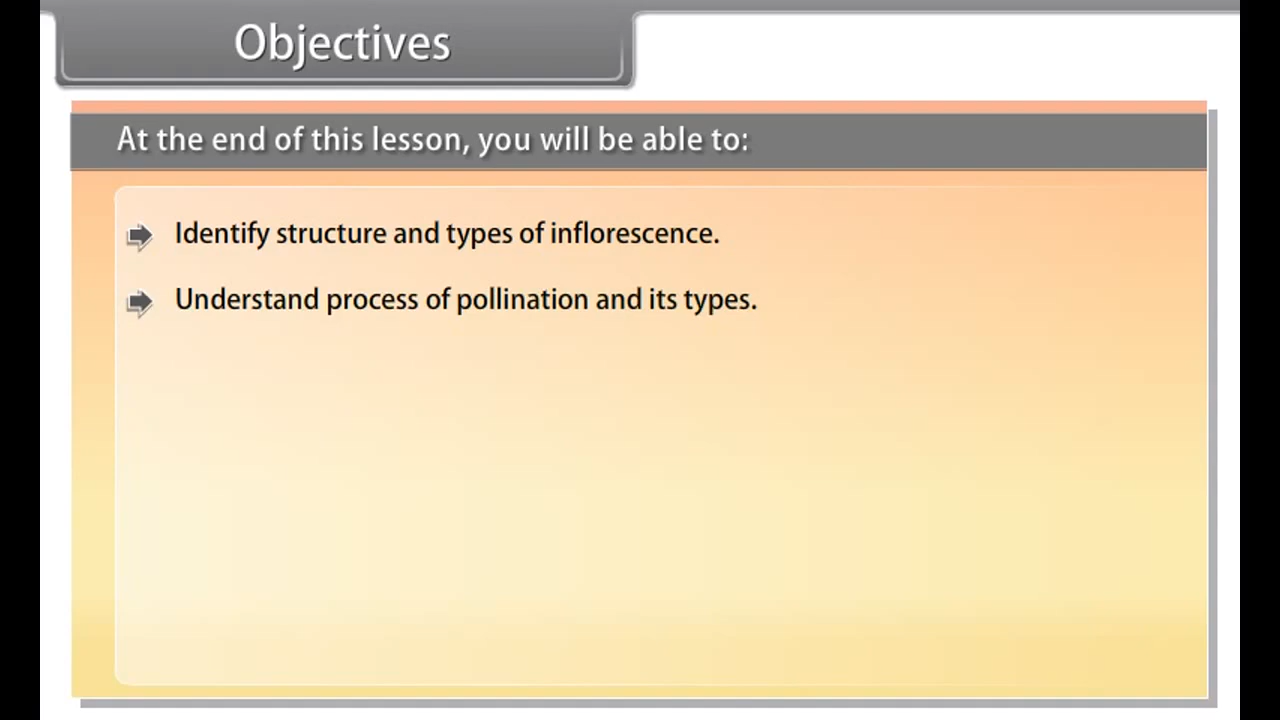 Objectives
At the end of this lesson, you will be able to:
Identify structure and types of inflorescence.
Understand process of pollination and its types.